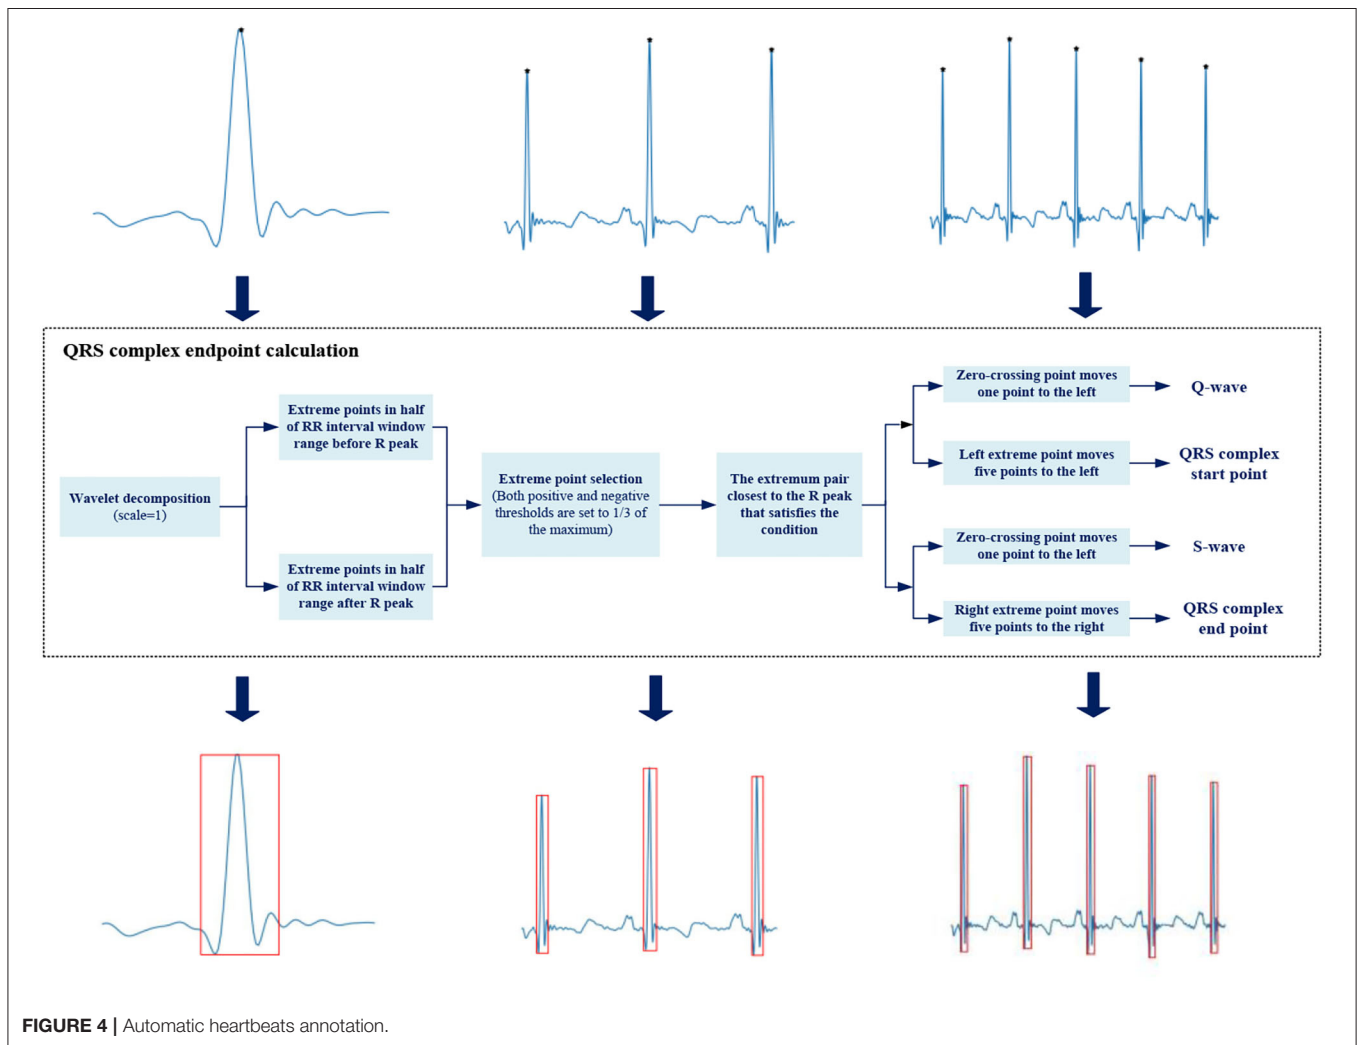 QRS complex endpoint calculation
Wavelet decomposition
(scale=1)
Extreme points in half
of RR interval window
range before R peak
Extreme points in half
of RR interval window
range after R peak
Extreme point selection
(Both positive and negative
thresholds are set to 1/3 of
the maximum)
The extremum pair
closest to the R peak
that satisfies the
condition
Zero-crossing point moves
one point to the left
Q-wave
Left extreme point moves
five points to the left
QRS complex
start point
Zero-crossing point moves
one point to the left
S-wave
Right extreme point moves
five points to the right
QRS complex
end point
FIGURE 4 | Automatic heartbeats annotation.